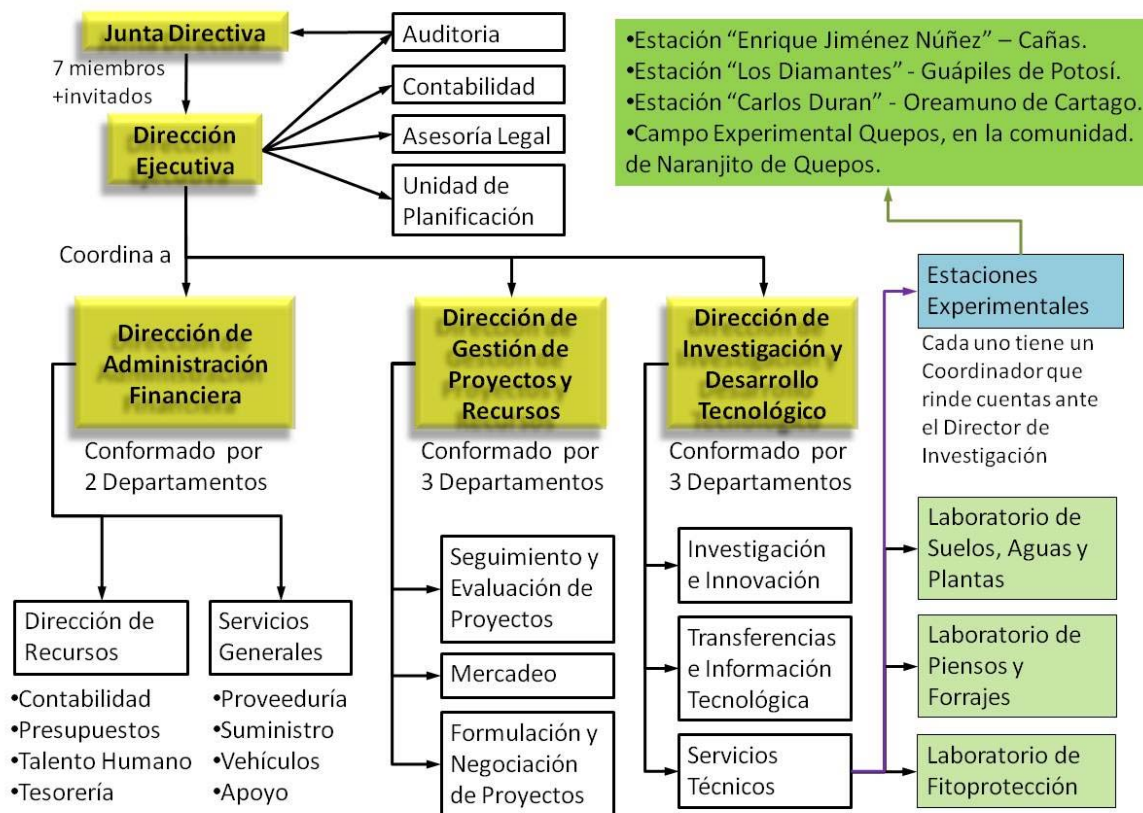 Junta Directiva
7 miembros
+invitados
Dirección
Ejecutiva
Auditoria
Contabilidad
Asesoría Legal
Unidad de
Planificación
•Estación “Enrique Jiménez Núñez” – Cañas.
•Estación “Los Diamantes” - Guápiles de Potosí.
•Estación “Carlos Duran” - Oreamuno de Cartago.
•Campo Experimental Quepos, en la comunidad.
de Naranjito de Quepos.
Coordina a
Dirección de
Administración
Financiera
Conformado por
2 Departamentos
Dirección de
Recursos
•Contabilidad
•Presupuestos
•Talento Humano
•Tesorería
Servicios
Generales
•Proveeduría
•Suministro
•Vehículos
•Apoyo
Dirección de
Gestión de
Proyectos y
Recursos
Conformado por
3 Departamentos
Seguimiento y
Evaluación de
Proyectos
Mercadeo
Formulación y
Negociación
de Proyectos
Dirección de
Investigación y
Desarrollo
Tecnológico
Conformado por
3 Departamentos
Investigación
e Innovación
Transferencias
e Información
Tecnológica
Servicios
Técnicos
Estaciones
Experimentales
Cada uno tiene un
Coordinador que
rinde cuentas ante
el Director de
Investigación
Laboratorio de
Suelos, Aguas y
Plantas
Laboratorio de
Piensos y
Forrajes
Laboratorio de
Fitoprotección